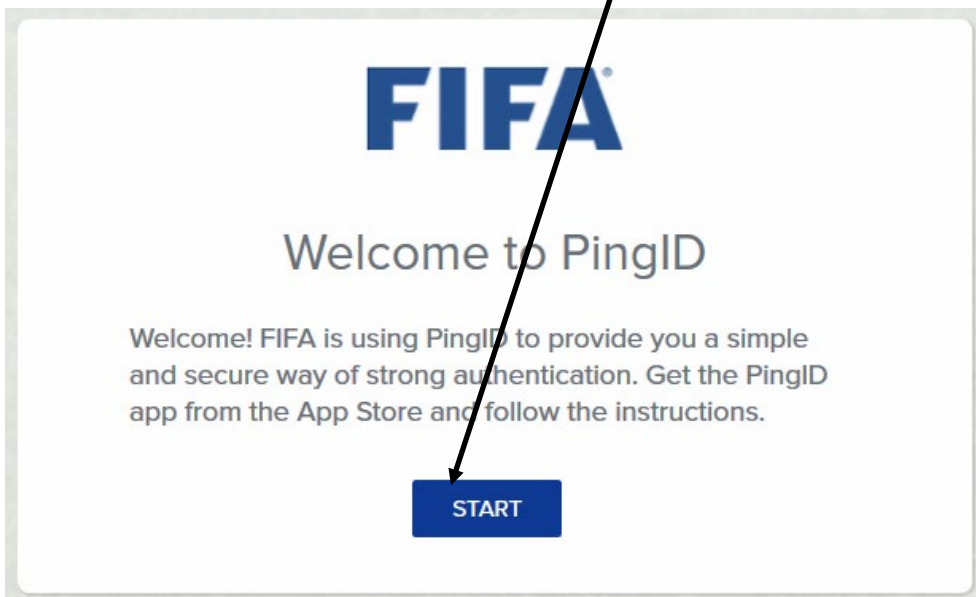 FIFA®
Welcome to PingID
Welcome! FIFA is using PingID to provide you a simple
and secure way of strong authentication. Get the PingID
app from the App Store and follow the instructions.
START